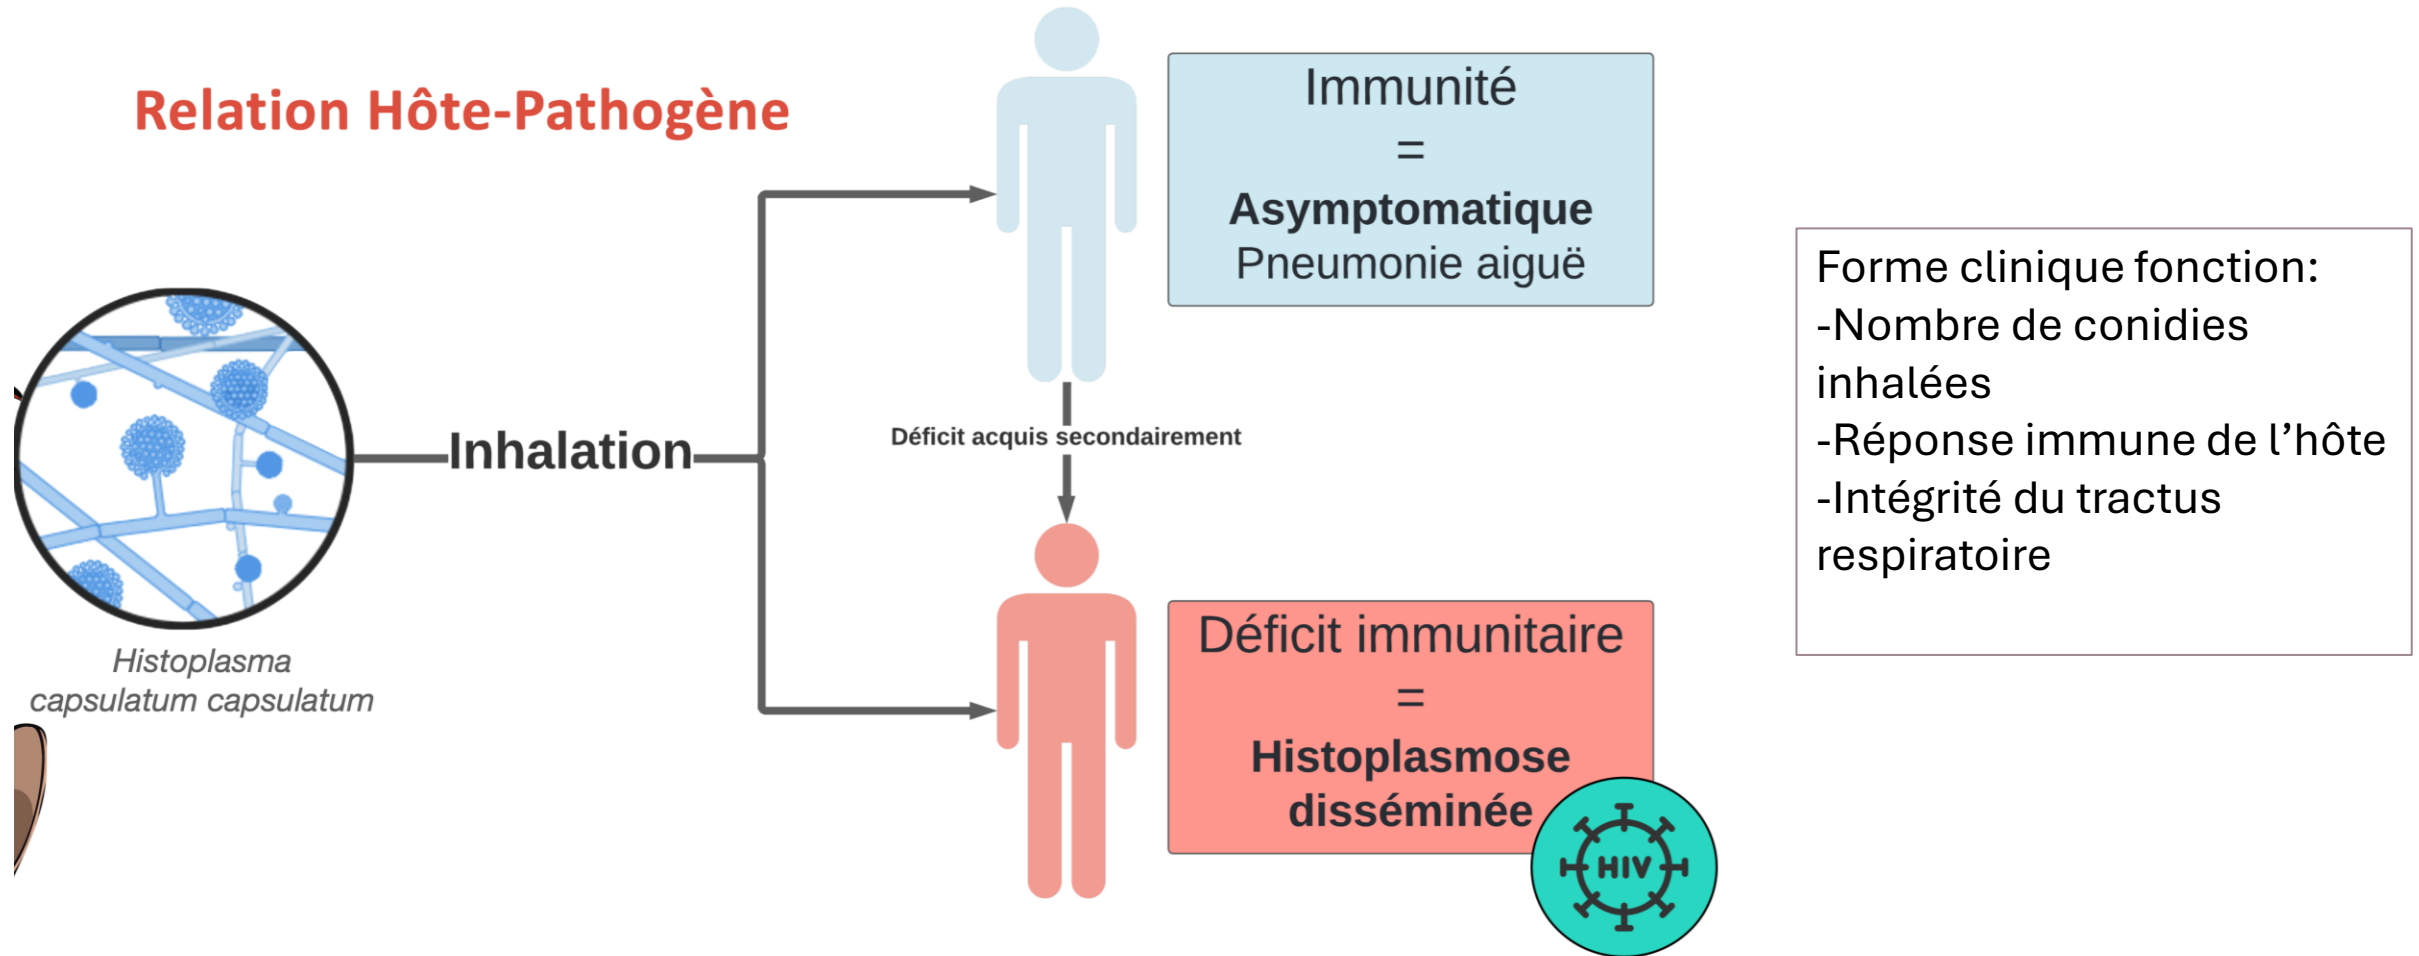 Relation Hôte-Pathogène
Immunité
=
Asymptomatique
Pneumonie aiguë
Inhalation
Déficit acquis secondairement
Histoplasma
capsulatum capsulatum
Déficit immunitaire
=
Histoplasmose
disséminée
HIV
Forme clinique fonction:
-Nombre de conidies
inhalées
-Réponse immune de l’hôte
-Intégrité du tractus
respiratoire